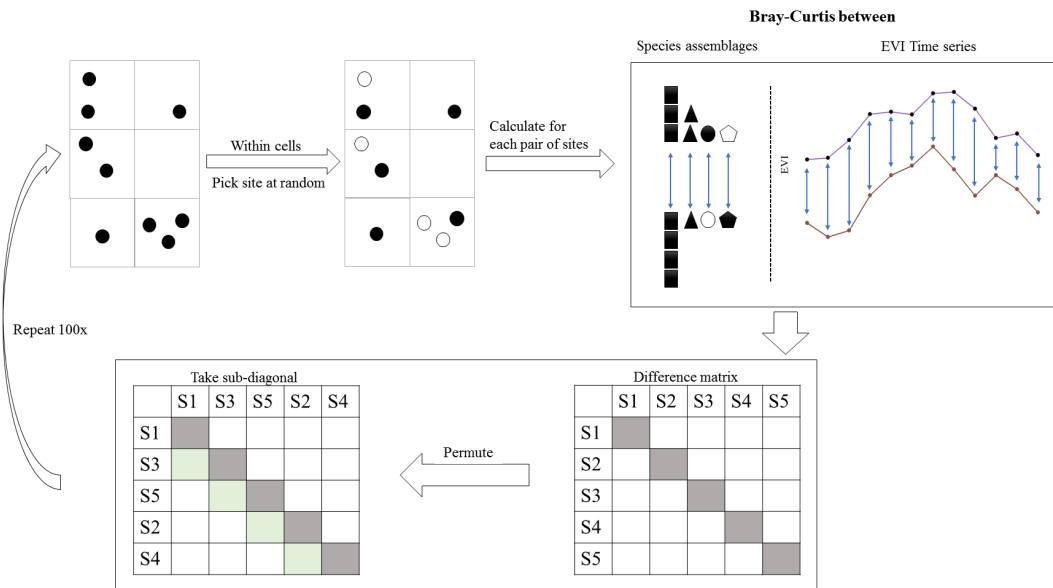 Bray-Curtis between
Species assemblages
EVI Time series
Within cells
Pick site at random
Calculate for
each pair of sites
EVI
Repeat 100x
Take sub-diagonal
S1 S3 S5 S2 S4
S1
S3
S5
S2
S4
Permute
Difference matrix
S1 S2 S3 S4 S5
S1
S2
S3
S4
S5